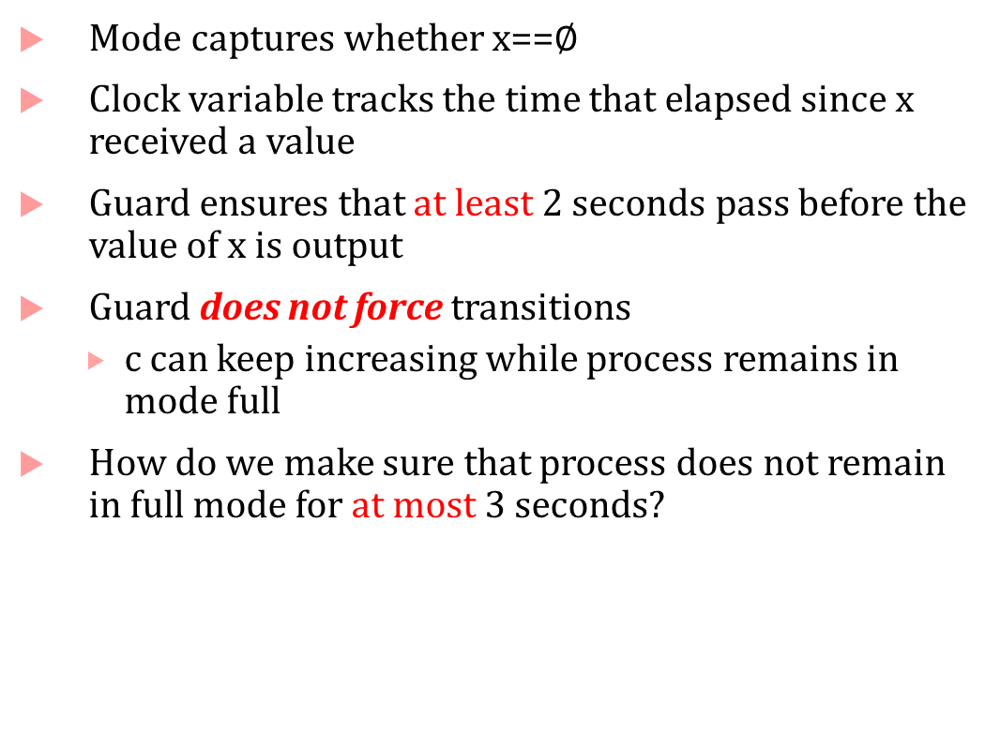 Mode captures whether x==∅
Clock variable tracks the time that elapsed since x
received a value
Guard ensures that at least 2 seconds pass before the
value of x is output
Guard does not force transitions
c can keep increasing while process remains in
mode full
How do we make sure that process does not remain
in full mode for at most 3 seconds?